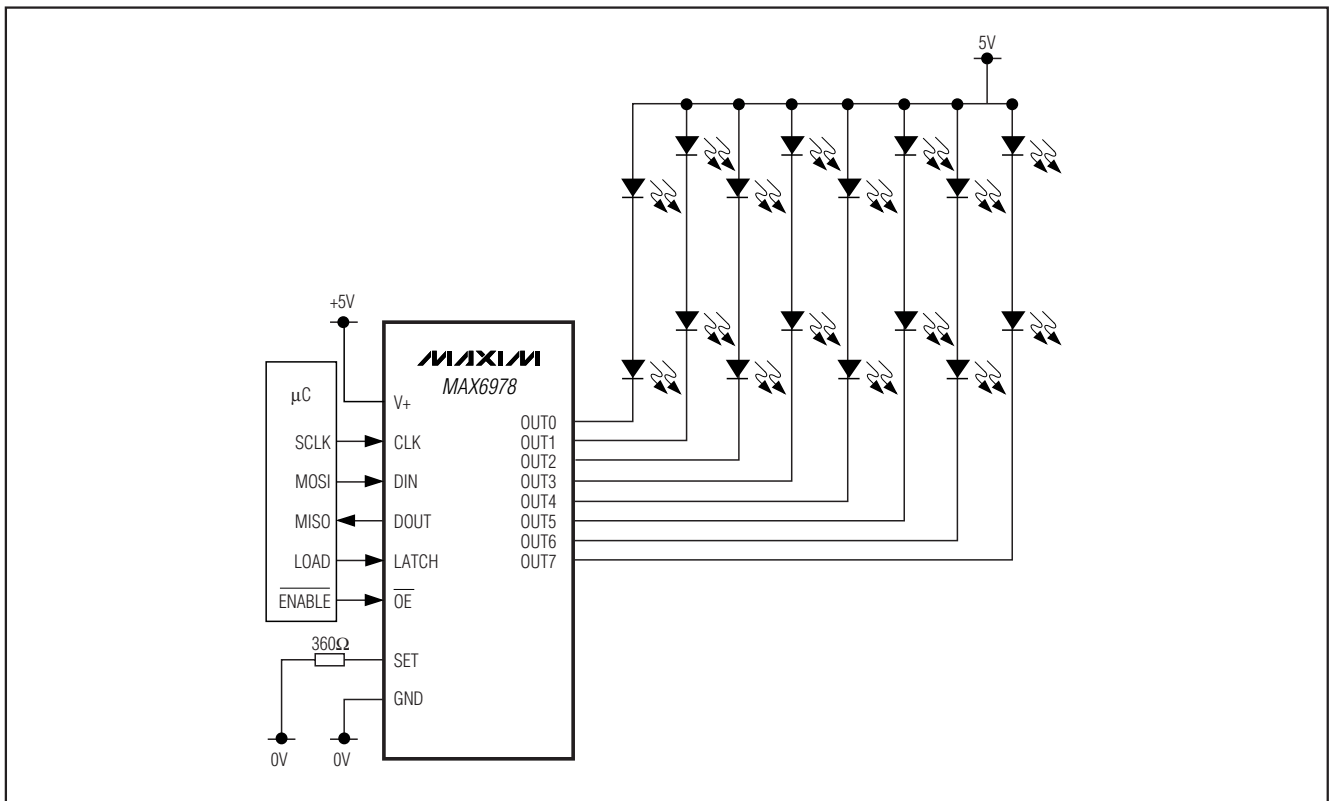 5V
+5V
MAXIM
MAX6978
µC
V+
OUT0
SCLK
CLK
OUT1
OUT2
MOSI
DIN
OUT3
OUT4
MISO
DOUT
OUT5
OUT6
LOAD
LATCH
OUT7
ENABLE
OE
360Ω
SET
GND
0V
0V